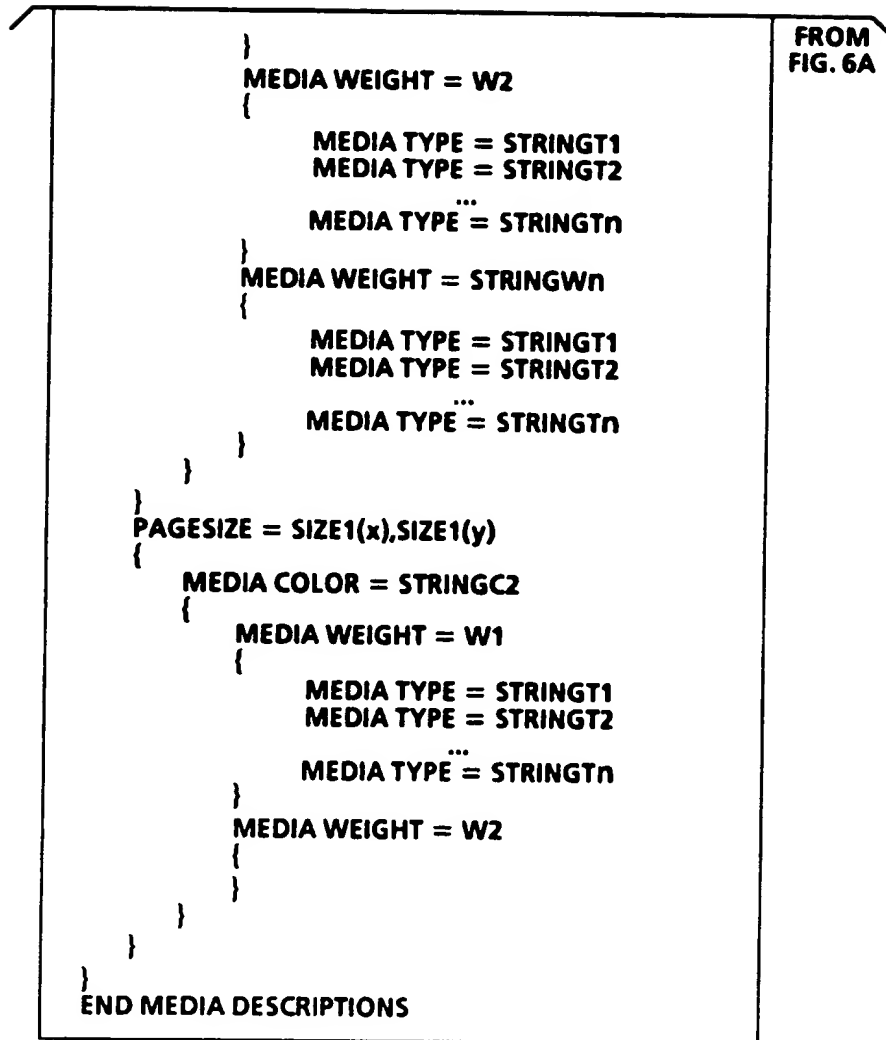 FROM
FIG. 6A
}
MEDIA WEIGHT = W2
{
MEDIA TYPE = STRINGT1
MEDIA TYPE = STRINGT2
...
MEDIA TYPE = STRINGTn
}
MEDIA WEIGHT = STRINGWn
{
MEDIA TYPE = STRINGT1
MEDIA TYPE = STRINGT2
...
MEDIA TYPE = STRINGTn
}
}
}
PAGESIZE = SIZE1(x),SIZE1(y)
{
MEDIA COLOR = STRINGC2
{
MEDIA WEIGHT = W1
{
MEDIA TYPE = STRINGT1
MEDIA TYPE = STRINGT2
...
MEDIA TYPE = STRINGTn
}
MEDIA WEIGHT = W2
{
}
}
}
}
END MEDIA DESCRIPTIONS